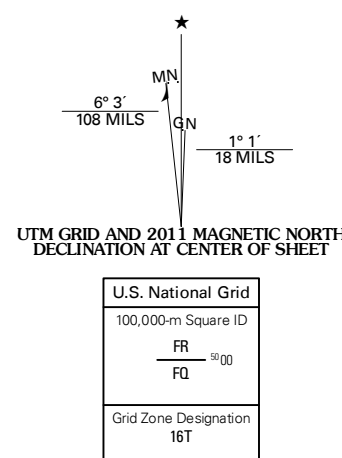 ★
M.N.
6° 3´
108 MILS
GN
1° 1´
18 MILS
UTM GRID AND 2011 MAGNETIC NORTH
DECLINATION AT CENTER OF SHEET
U.S. National Grid
100,000-m Square ID
FR
5000
FQ
Grid Zone Designation
16T